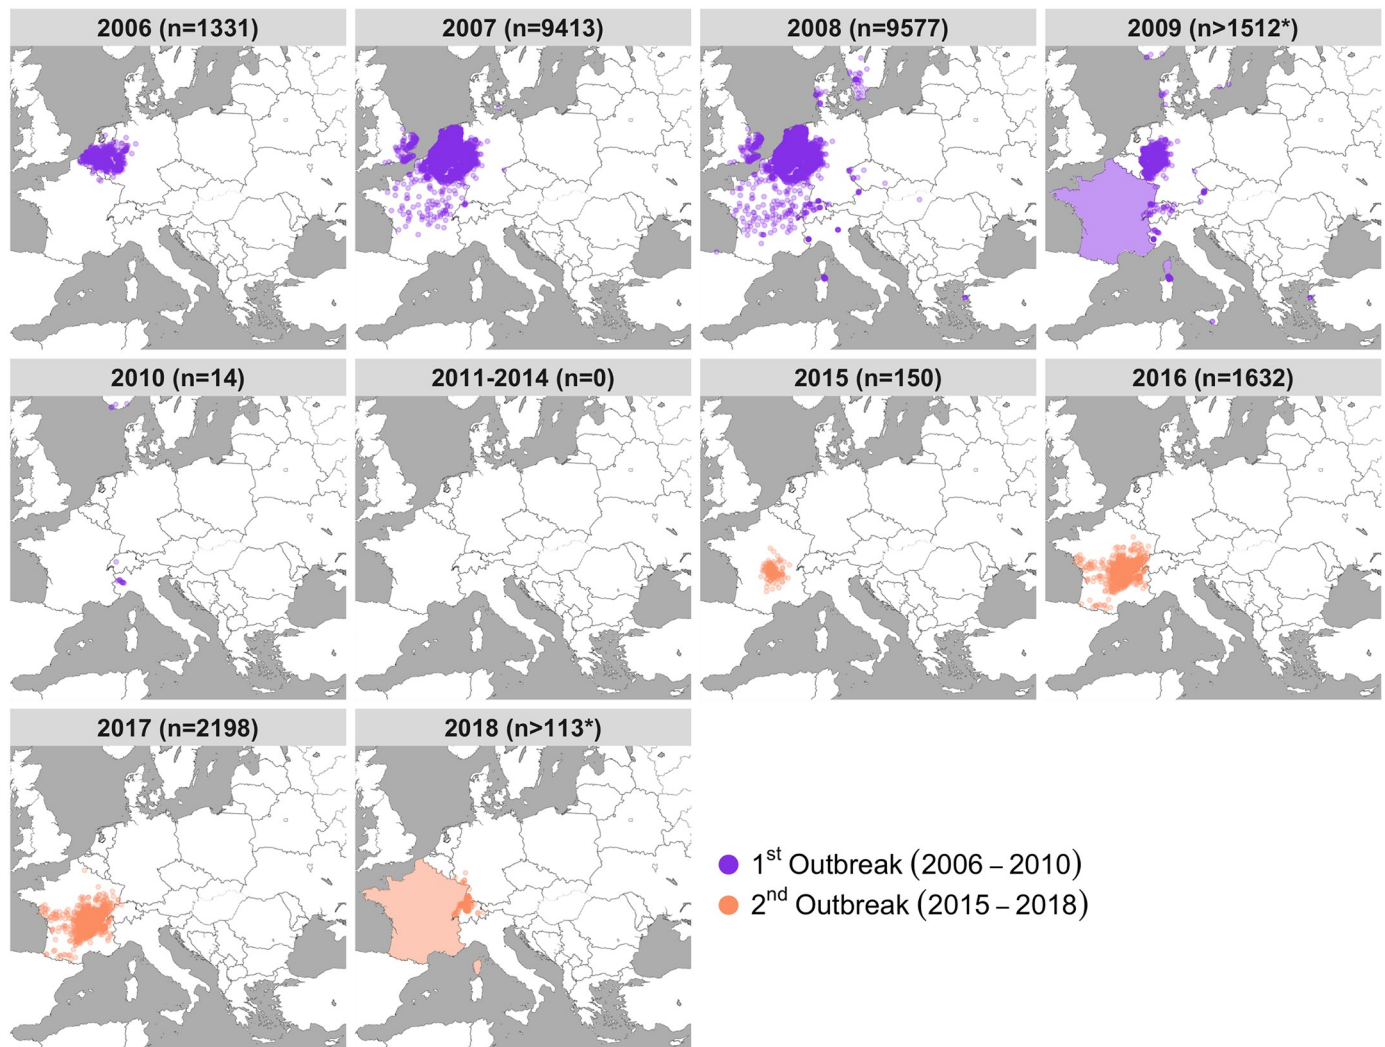 2006 (n=1331)
2007 (n=9413)
2008 (n=9577)
2009 (n>1512*)
2010 (n=14)
2011-2014 (n=0)
2015 (n=150)
2016 (n=1632)
2017 (n=2198)
2018 (n>113*)
1st Outbreak (2006 – 2010)
2nd Outbreak (2015 – 2018)